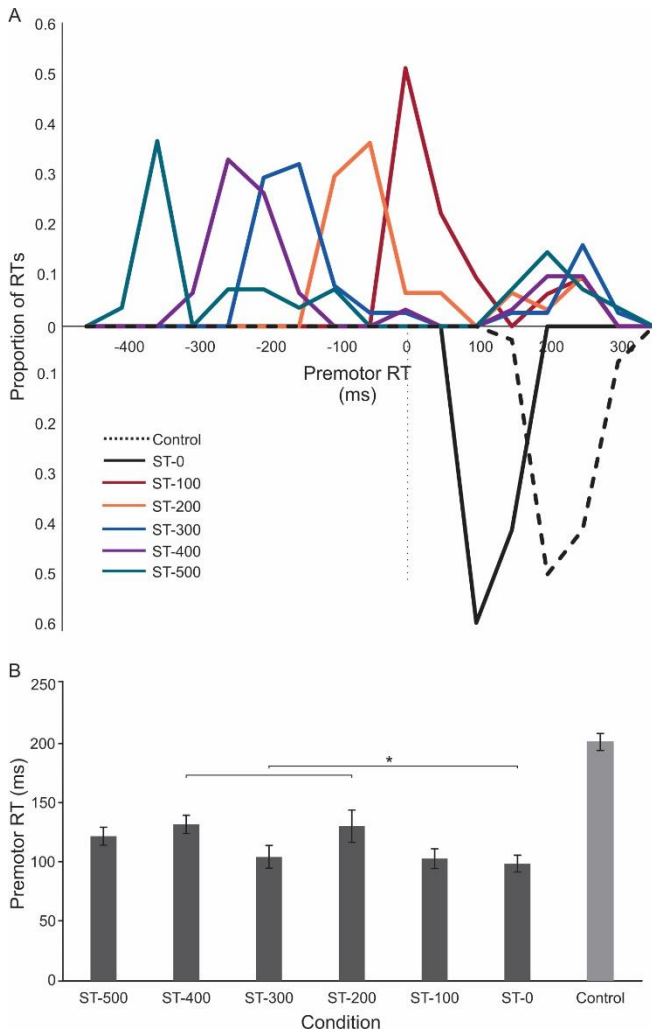 A
0.6
0.5
0.4
0.3
0.2
0.1
0
0.1
0.2
0.3
0.4
0.5
0.6
Proportion of RTs
-400 -300 -200 -100 0 100 200 300
Premotor RT
(ms)
Control
ST-0
ST-100
ST-200
ST-300
ST-400
ST-500
B
250
200
150
100
50
0
Premotor RT (ms)
*
ST-500 ST-400 ST-300 ST-200 ST-100 ST-0 Control
Condition